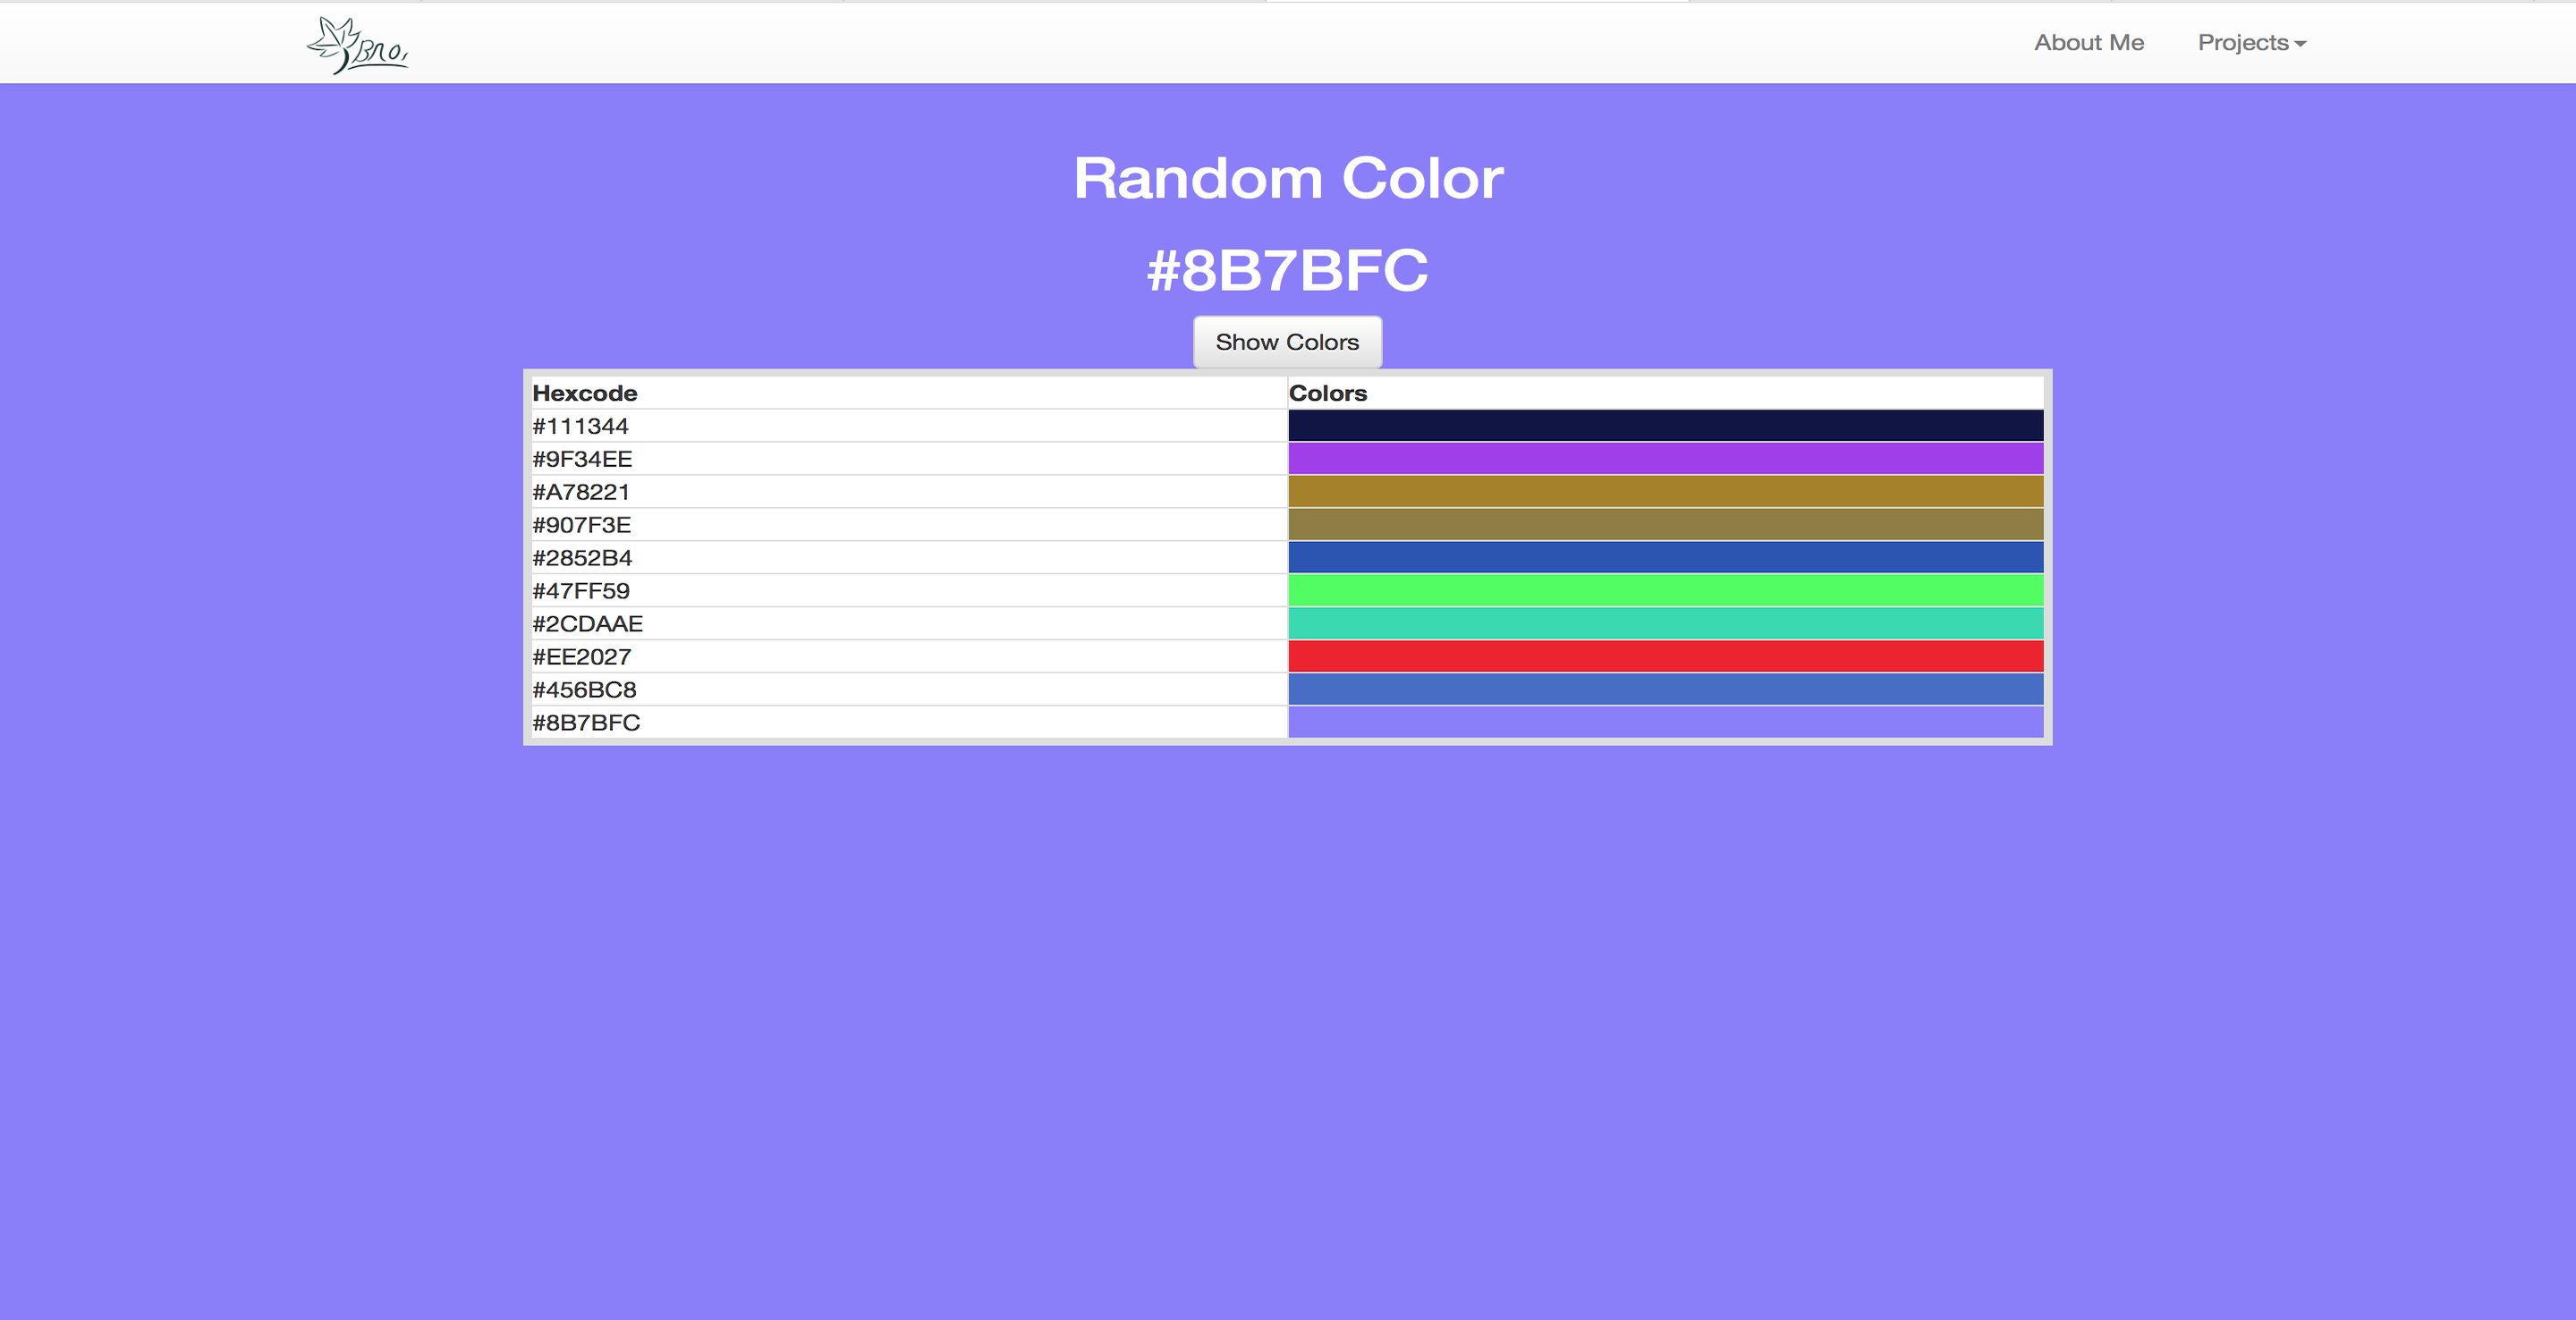 Bno.
About Me
Projects
Random Color
#8B7BFC
Show Colors
Hexcode Colors
#111344
#9F34EE
#A78221
#907F3E
#2852B4
#47FF59
#2CDAAE
#EE2027
#456BC8
#8B7BFC